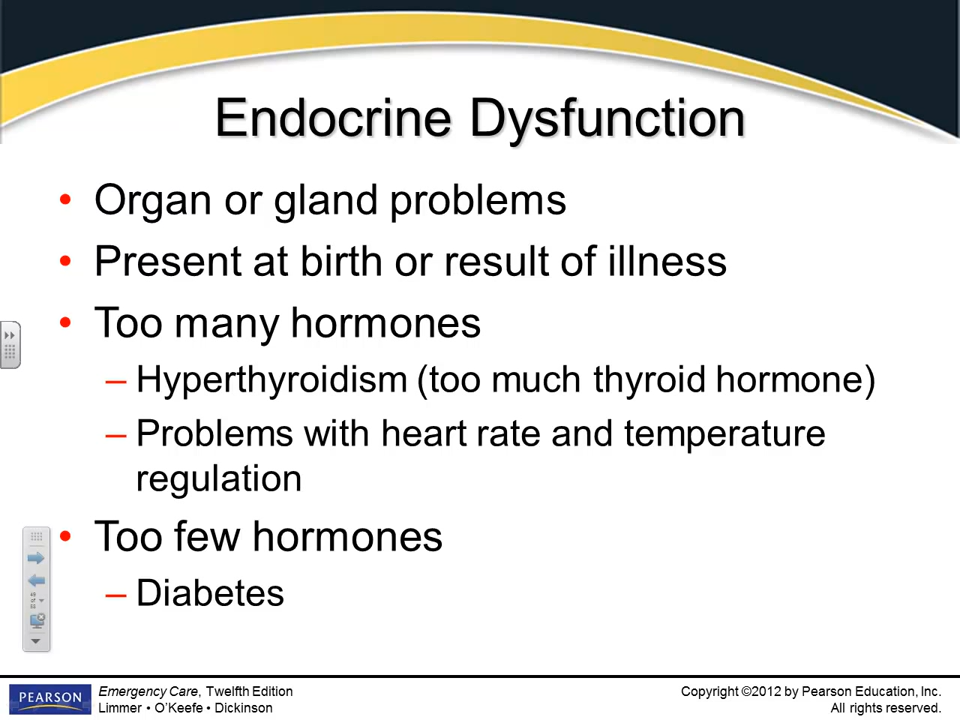 Endocrine Dysfunction
• Organ or gland problems
• Present at birth or result of illness
• Too many hormones
– Hyperthyroidism (too much thyroid hormone)
– Problems with heart rate and temperature
regulation
• Too few hormones
– Diabetes
PEARSON
Emergency Care, Twelfth Edition
Limmer • O'Keefe • Dickinson
Copyright ©2012 by Pearson Education, Inc.
All rights reserved.